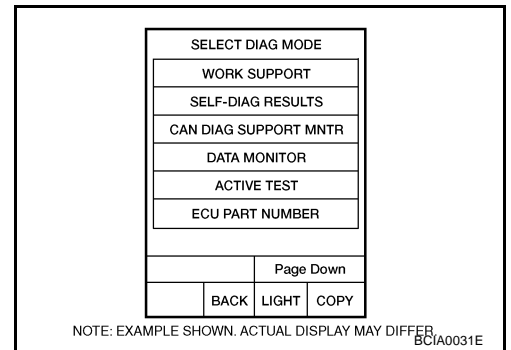 SELECT DIAG MODE
WORK SUPPORT
SELF-DIAG RESULTS
CAN DIAG SUPPORT MNTR
DATA MONITOR
ACTIVE TEST
ECU PART NUMBER
Page Down
BACK LIGHT COPY
NOTE: EXAMPLE SHOWN. ACTUAL DISPLAY MAY DIFFER.
BCIA0031E